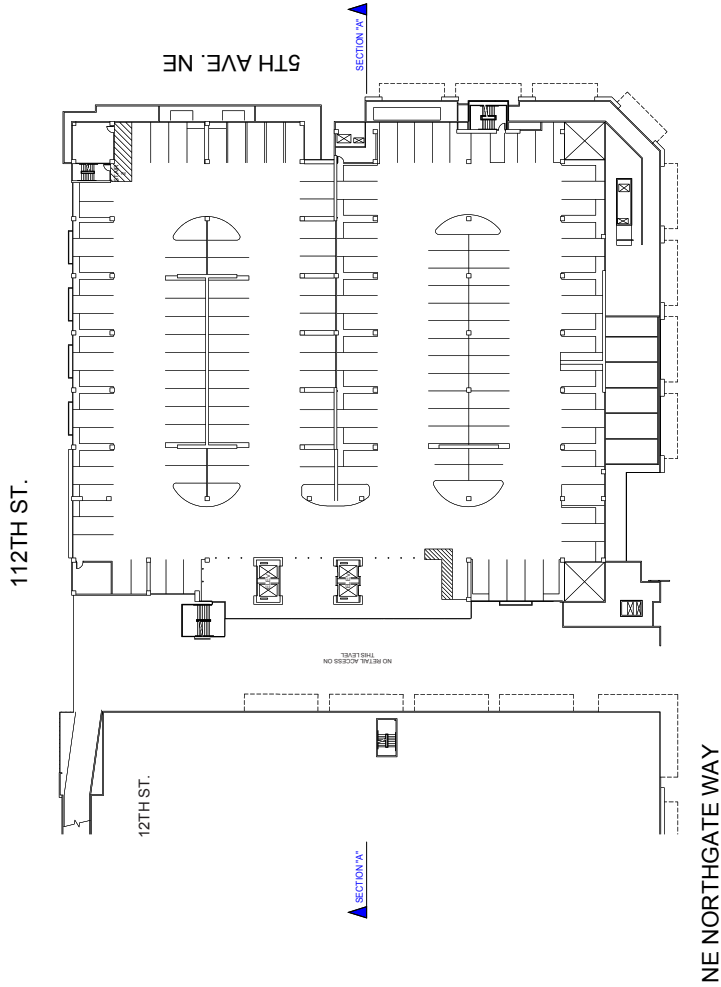 5TH AVE. NE
SECTION "A"
112TH ST.
NO RETAIL ACCESS ON
THIS LEVEL
12TH ST.
SECTION "A"
NE NORTHGATE WAY